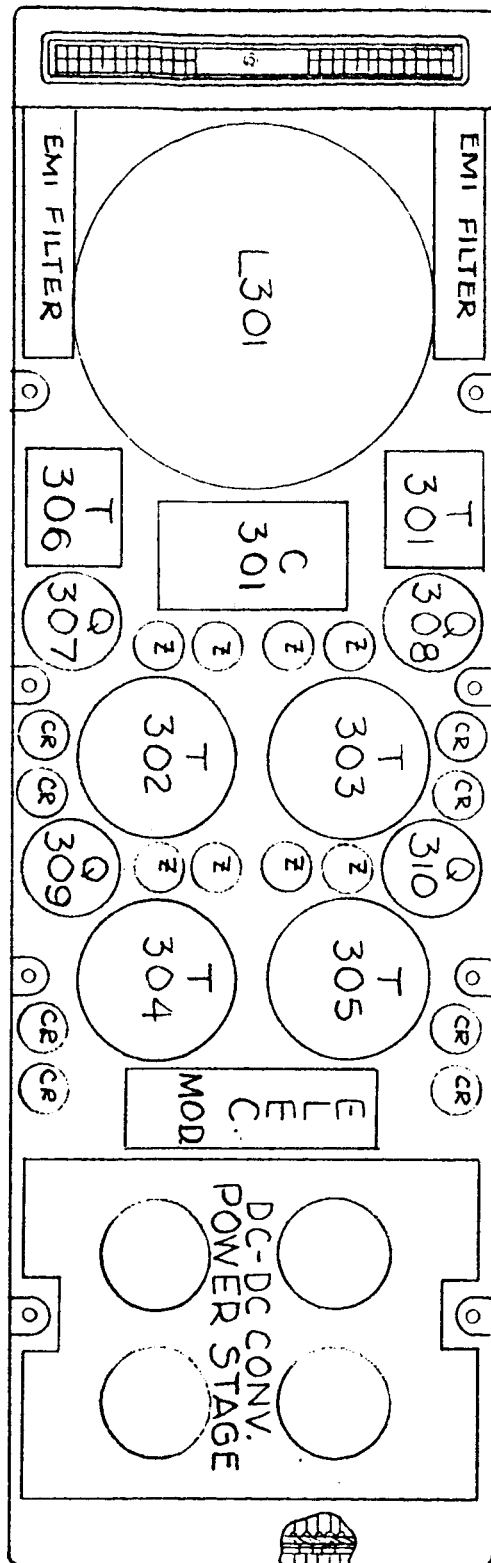 EMI FILTER
EMI FILTER
L301
T
301
T
306
C
301
Q
308
Q
307
Z
Z
Z
Z
CR
CR
T
303
T
302
CR
CR
Q
310
Q
309
Z
Z
Z
Z
T
305
T
304
CR
CR
CR
CR
ELEC.
MOD
DC-DC CONV.
POWER STAGE